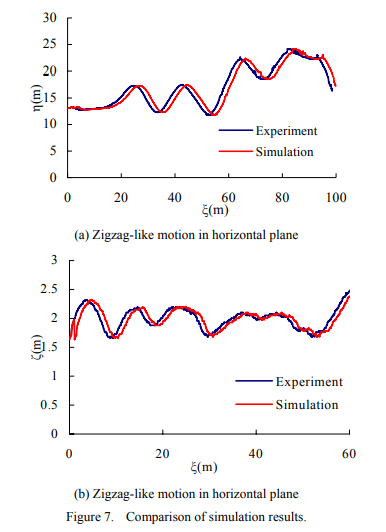 30
25
20
15
10
5
0
η(m)
Experiment
Simulation
0 20 40 60 80 100
ξ(m)
(a) Zigzag-like motion in horizontal plane
3
2.5
2
1.5
1
0.5
0
ζ(m)
Experiment
Simulation
0 20 40 60
ξ(m)
(b) Zigzag-like motion in horizontal plane
Figure 7. Comparison of simulation results.